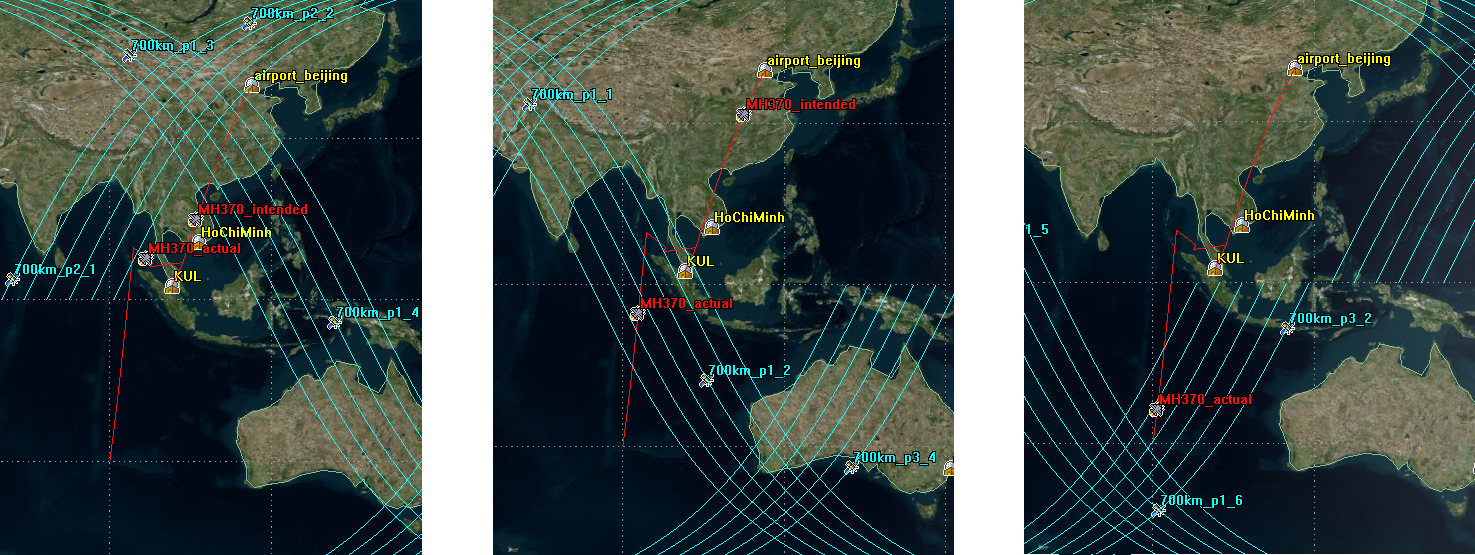 700km_p2_2
700km_p1_3
airport_beijing
MH370_intended
HoChiMinh
MH370_actual
700km_p2_1
KUL
700km_p1_4
airport_beijing
700km_p1_1
MH370_intended
HoChiMinh
KUL
MH370_actual
700km_p1_2
700km_p3_4
airport_beijing
HoChiMinh
1_5
KUL
700km_p3_2
MH370_actual
700km_p1_6